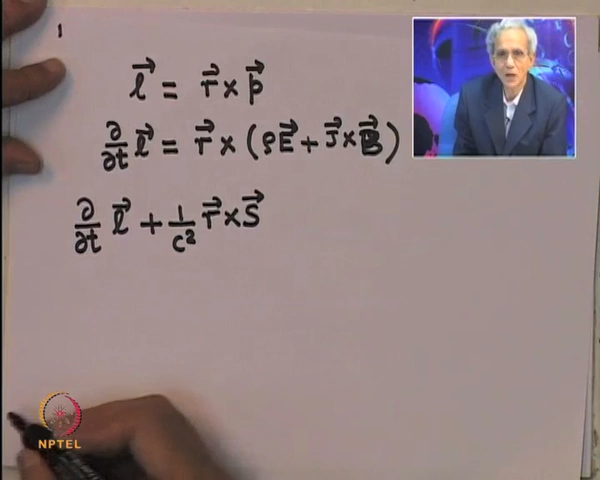 1
l⃗ = r⃗ × p⃗
∂/∂t l⃗ = r⃗ × (ρE⃗ + J⃗ × B⃗)
∂/∂t l⃗ + 1/c² r⃗ × S⃗
NPTEL